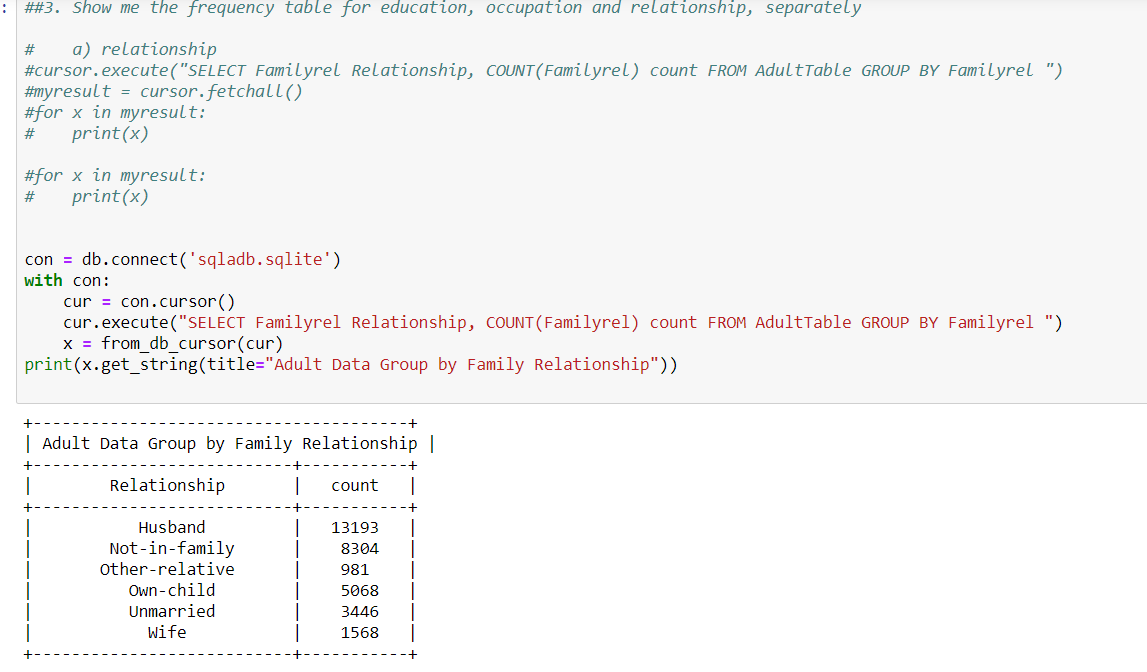 : ##3. Show me the frequency table for education, occupation and relationship, separately
#    a) relationship
#cursor.execute("SELECT Familyrel Relationship, COUNT(Familyrel) count FROM AdultTable GROUP BY Familyrel ")
#myresult = cursor.fetchall()
#for x in myresult:
#    print(x)
#for x in myresult:
#    print(x)
con = db.connect('sqladb.sqlite')
with con:
    cur = con.cursor()
    cur.execute("SELECT Familyrel Relationship, COUNT(Familyrel) count FROM AdultTable GROUP BY Familyrel ")
    x = from_db_cursor(cur)
print(x.get_string(title="Adult Data Group by Family Relationship"))
+---------------------------------------+
| Adult Data Group by Family Relationship |
+---------------------------+-----------+
|        Relationship       |   count   |
+---------------------------+-----------+
|           Husband         |   13193   |
|        Not-in-family      |    8304   |
|       Other-relative      |    981    |
|          Own-child        |    5068   |
|          Unmarried        |    3446   |
|            Wife           |    1568   |
+---------------------------+-----------+